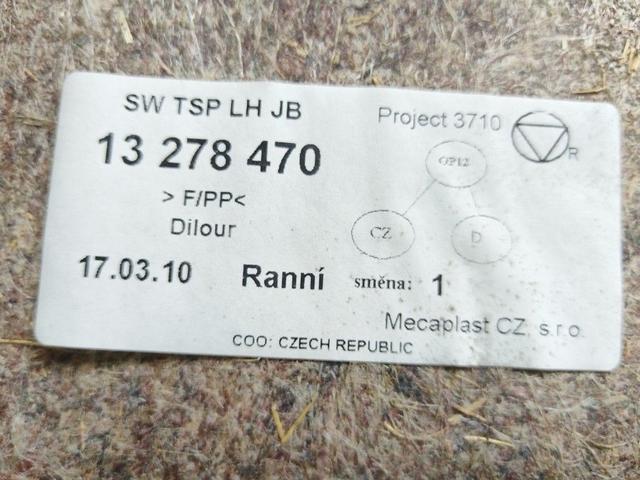 SW TSP LH JB
Project 3710
R
13 278 470
OP12
> F/PP<
Dilour
CZ
D
17.03.10 Ranní směna: 1
Mecaplast CZ, s.r.o.
COO: CZECH REPUBLIC